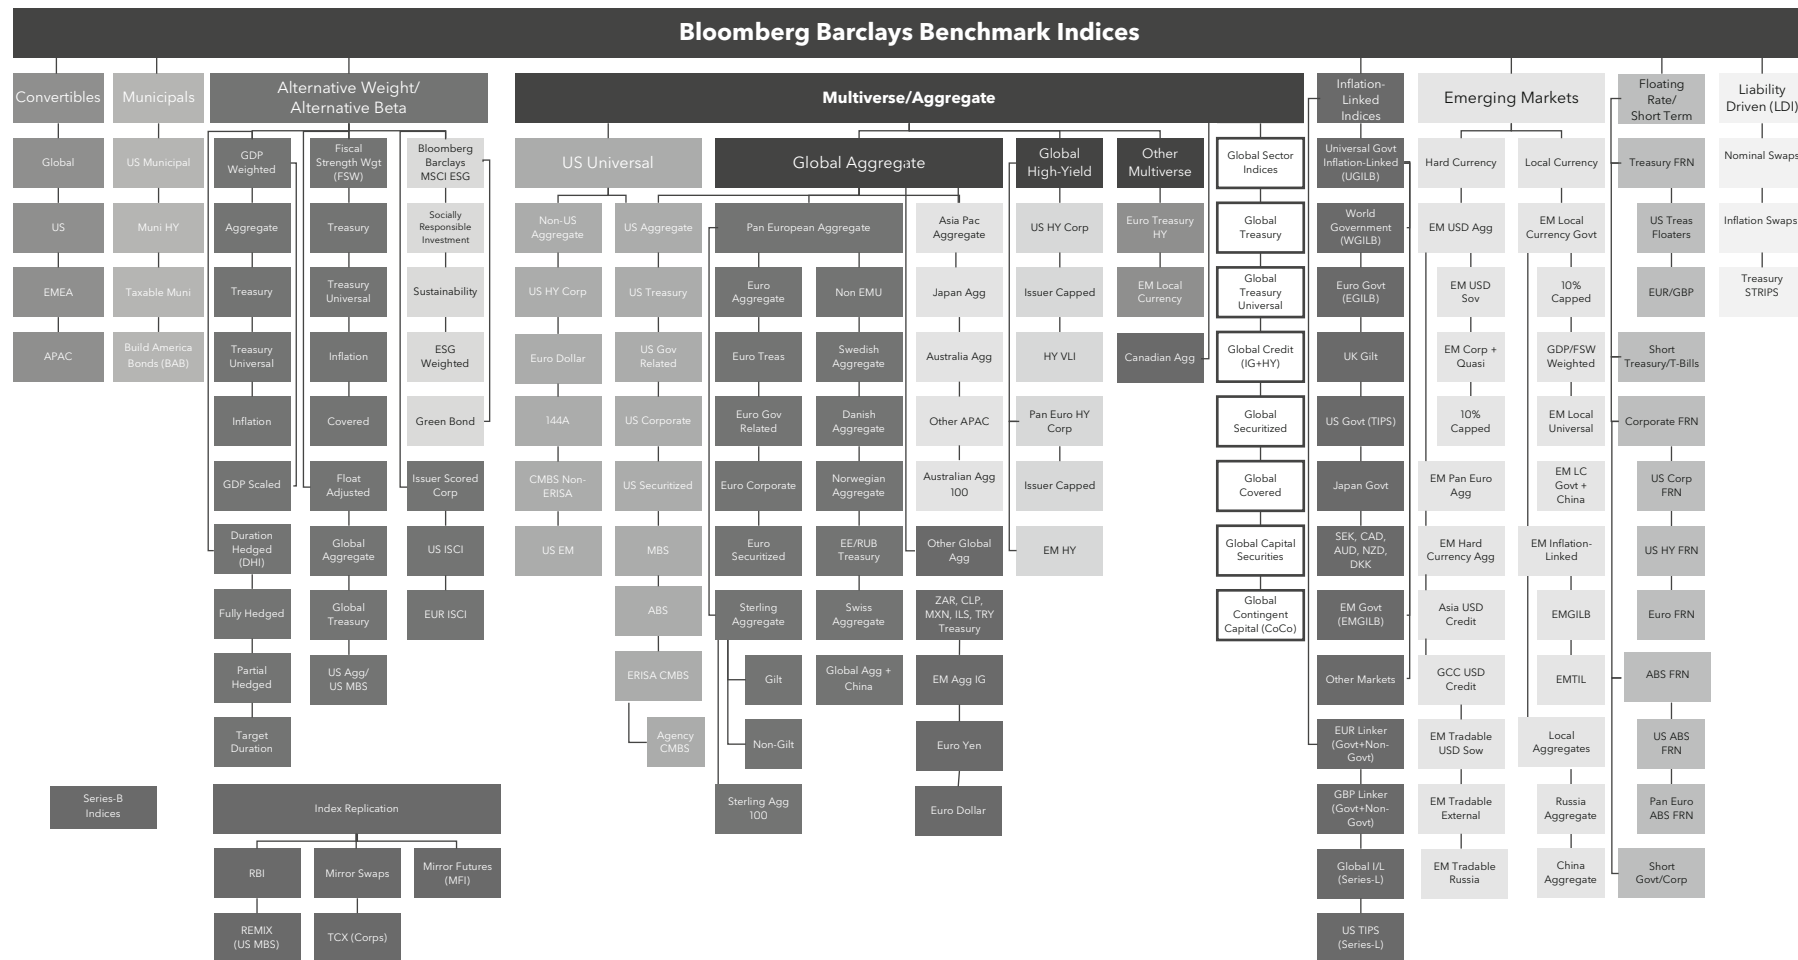 Bloomberg Barclays Benchmark Indices
Convertibles
Global
US
EMEA
APAC
Municipals
US Municipal
Muni HY
Taxable Muni
Build America
Bonds (BAB)
Alternative Weight/
Alternative Beta
GDP
Weighted
Aggregate
Treasury
Treasury
Universal
Inflation
GDP Scaled
Duration
Hedged
(DHI)
Fully Hedged
Partial
Hedged
Target
Duration
Fiscal
Strength Wgt
(FSW)
Treasury
Treasury
Universal
Inflation
Covered
Float
Adjusted
Global
Aggregate
Global
Treasury
US Agg/
US MBS
Bloomberg
Barclays
MSCI ESG
Socially
Responsible
Investment
Sustainability
ESG
Weighted
Green Bond
Issuer Scored
Corp
US ISCI
EUR ISCI
Series-B
Indices
Index Replication
RBI
REMIX
(US MBS)
Mirror Swaps
TCX (Corps)
Mirror Futures
(MFI)
Multiverse/Aggregate
US Universal
Non-US
Aggregate
US HY Corp
Euro Dollar
144A
CMBS Non-
ERISA
US EM
US Aggregate
US Treasury
US Gov
Related
US Corporate
US Securitized
MBS
ABS
ERISA CMBS
Agency
CMBS
Global Aggregate
Pan European Aggregate
Euro
Aggregate
Euro Treas
Euro Gov
Related
Euro Corporate
Euro
Securitized
Sterling
Aggregate
Gilt
Non-Gilt
Sterling Agg
100
Non EMU
Swedish
Aggregate
Danish
Aggregate
Norwegian
Aggregate
EE/RUB
Treasury
Swiss
Aggregate
Global Agg +
China
Asia Pac
Aggregate
Japan Agg
Australia Agg
Other APAC
Australian Agg
100
Other Global
Agg
ZAR, CLP,
MXN, ILS, TRY
Treasury
EM Agg IG
Euro Yen
Euro Dollar
Global
High-Yield
US HY Corp
Issuer Capped
HY VLI
Pan Euro HY
Corp
Issuer Capped
EM HY
Other
Multiverse
Euro Treasury
HY
EM Local
Currency
Canadian Agg
Global Sector
Indices
Global
Treasury
Global
Treasury
Universal
Global Credit
(IG+HY)
Global
Securitized
Global
Covered
Global Capital
Securities
Global
Contingent
Capital (CoCo)
Inflation-
Linked
Indices
Universal Govt
Inflation-Linked
(UGILB)
World
Government
(WGILB)
Euro Govt
(EGILB)
UK Gilt
US Govt (TIPS)
Japan Govt
SEK, CAD,
AUD, NZD,
DKK
EM Govt
(EMGILB)
Other Markets
EUR Linker
(Govt+Non-
Govt)
GBP Linker
(Govt+Non-
Govt)
Global I/L
(Series-L)
US TIPS
(Series-L)
Emerging Markets
Hard Currency
EM USD Agg
EM USD
Sov
EM Corp +
Quasi
10%
Capped
EM Pan Euro
Agg
EM Hard
Currency Agg
Asia USD
Credit
GCC USD
Credit
EM Tradable
USD Sow
EM Tradable
External
EM Tradable
Russia
Local Currency
EM Local
Currency Govt
10%
Capped
GDP/FSW
Weighted
EM Local
Universal
EM LC
Govt +
China
EM Inflation-
Linked
EMGILB
EMTIL
Local
Aggregates
Russia
Aggregate
China
Aggregate
Floating
Rate/
Short Term
Treasury FRN
US Treas
Floaters
EUR/GBP
Short
Treasury/T-Bills
Corporate FRN
US Corp
FRN
US HY FRN
Euro FRN
ABS FRN
US ABS
FRN
Pan Euro
ABS FRN
Short
Govt/Corp
Liability
Driven (LDI)
Nominal Swaps
Inflation Swaps
Treasury
STRIPS